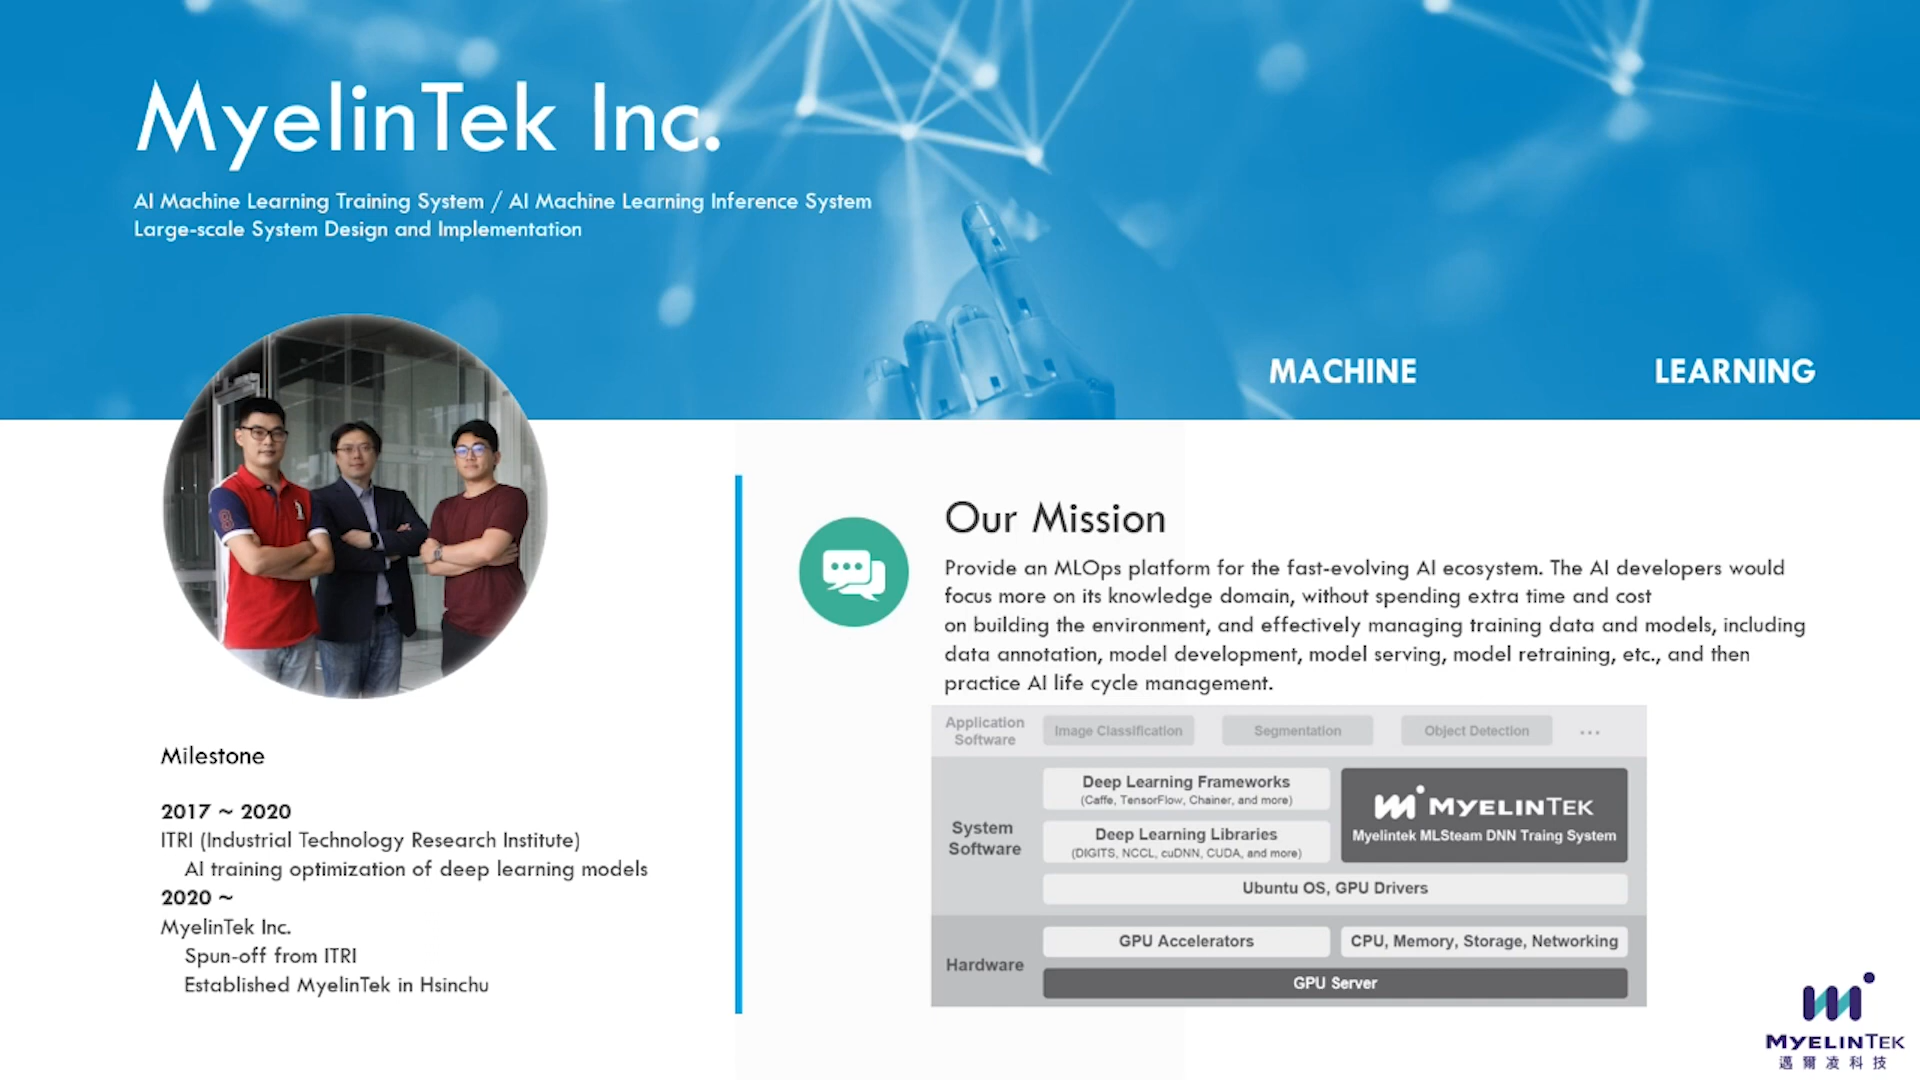 MyelinTek Inc.
AI Machine Learning Training System / AI Machine Learning Inference System
Large-scale System Design and Implementation
MACHINE LEARNING
Milestone
2017 ~ 2020
ITRI (Industrial Technology Research Institute)
AI training optimization of deep learning models
2020 ~
MyelinTek Inc.
Spun-off from ITRI
Established MyelinTek in Hsinchu
Our Mission
Provide an MLOps platform for the fast-evolving AI ecosystem. The AI developers would
focus more on its knowledge domain, without spending extra time and cost
on building the environment, and effectively managing training data and models, including
data annotation, model development, model serving, model retraining, etc., and then
practice AI life cycle management.
Application
Software
Image Classification
Segmentation
Object Detection
...
System
Software
Deep Learning Frameworks
(Caffe, TensorFlow, Chainer, and more)
Deep Learning Libraries
(DIGITS, NCCL, cuDNN, CUDA, and more)
MYELINTEK
Myelintek MLSteam DNN Traing System
Ubuntu OS, GPU Drivers
Hardware
GPU Accelerators
CPU, Memory, Storage, Networking
GPU Server
MYELINTEK
邁爾凌科技